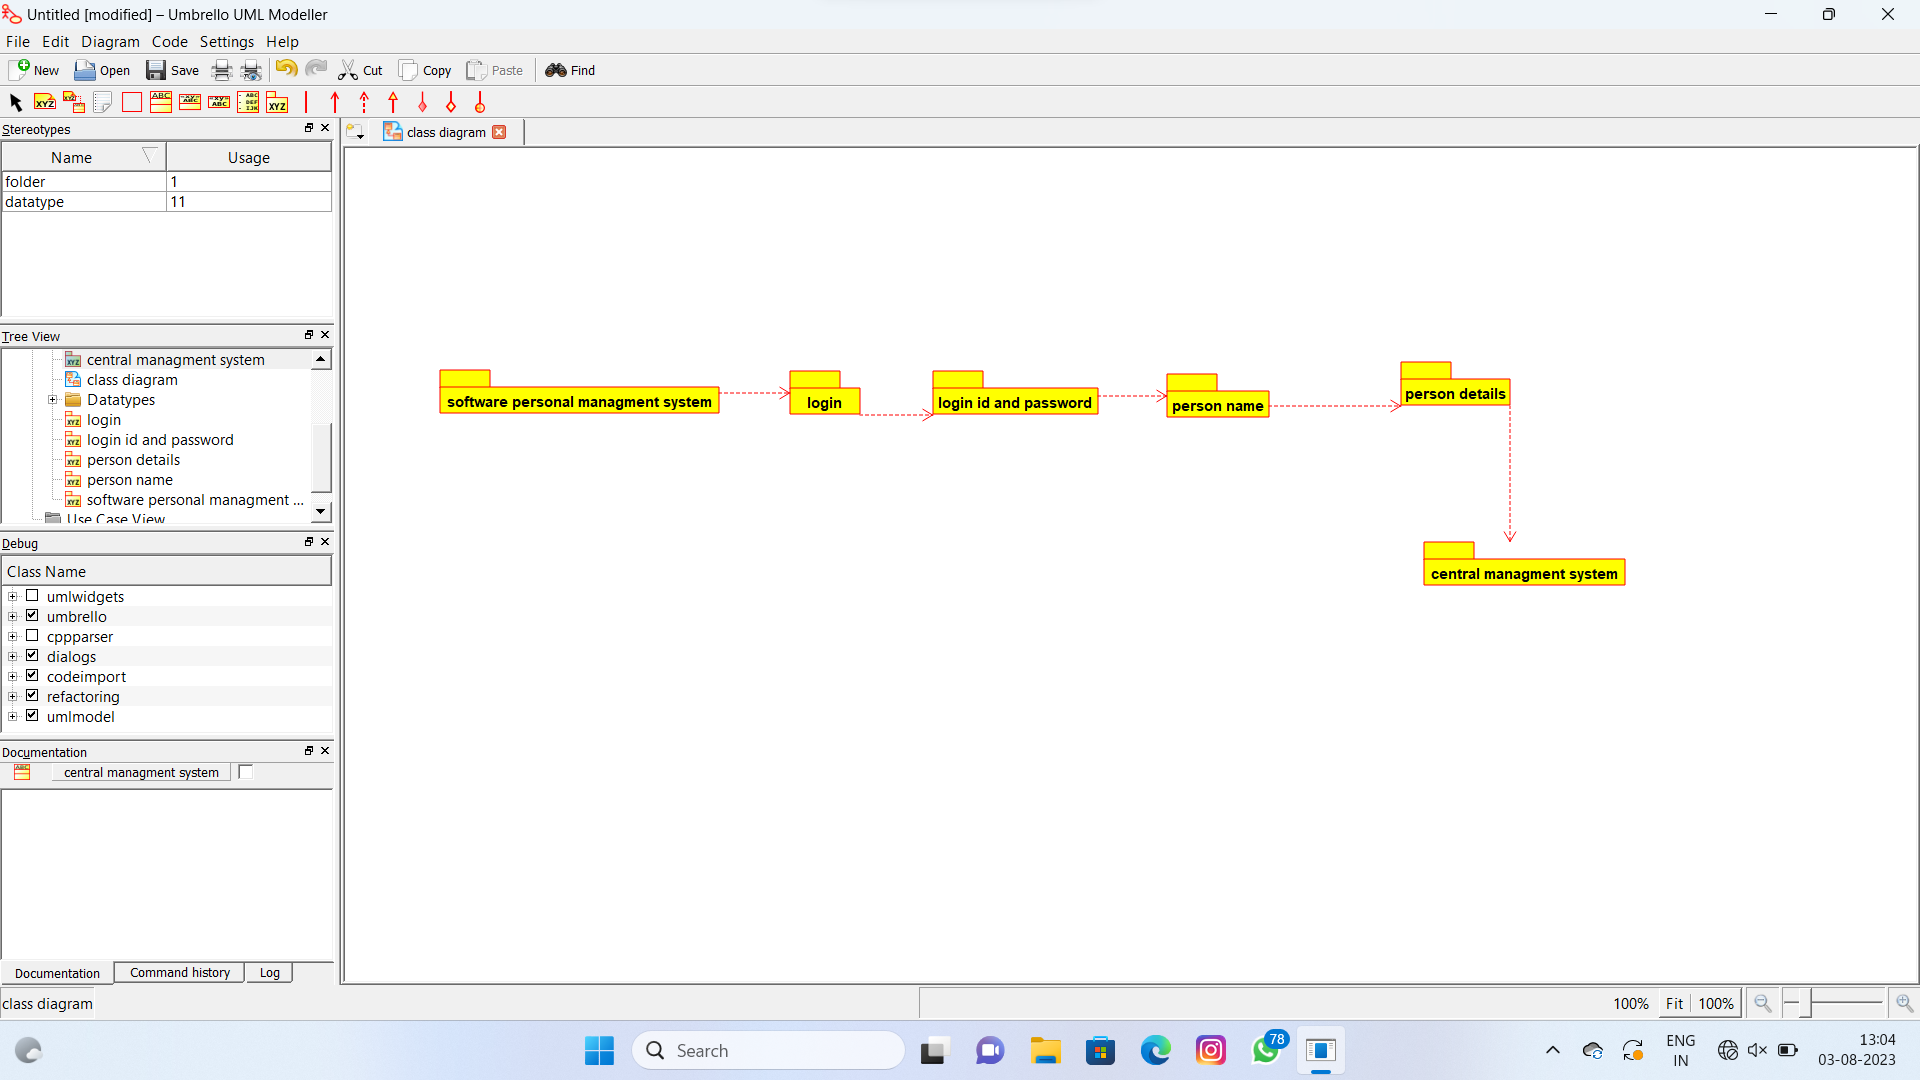 Untitled [modified] – Umbrello UML Modeller
File Edit Diagram Code Settings Help
New Open Save Cut Copy Paste Find
XYZ ABC
Stereotypes
class diagram
Name Usage
folder 1
datatype 11
Tree View
central managment system
class diagram
Datatypes
login
login id and password
person details
person name
software personal managment ...
Use Case View
Debug
Class Name
umlwidgets
umbrello
cppparser
dialogs
codeimport
refactoring
umlmodel
Documentation
central managment system
Documentation Command history Log
software personal managment system
login
login id and password
person name
person details
central managment system
class diagram
100% Fit 100%
Search
78
ENG
IN
13:04
03-08-2023